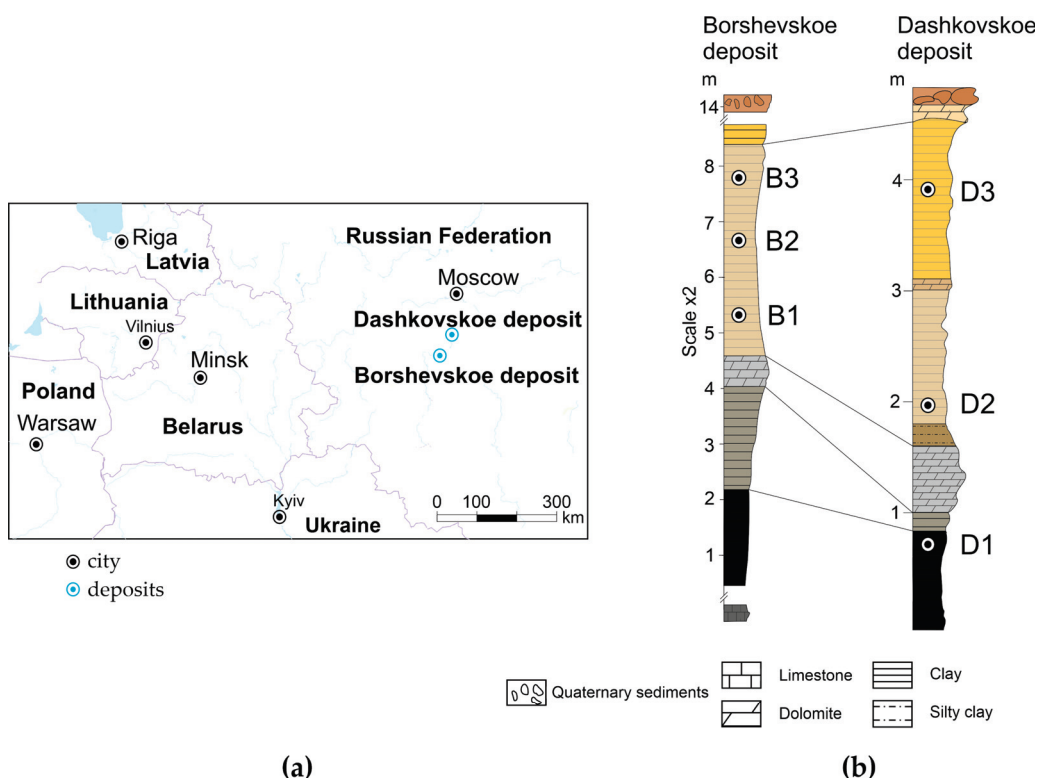 Riga
Latvia
Russian Federation
Moscow
Lithuania
Vilnius
Dashkovskoe deposit
Minsk
Borshevskoe deposit
Poland
Warsaw
Belarus
Kyiv
Ukraine
0 100 200 300
km
city
deposits
(a)
Borshevskoe
deposit
m
14
8
7
6
5
4
3
2
1
Scale x2
B3
B2
B1
Dashkovskoe
deposit
m
4
3
2
1
D3
D2
D1
Quaternary sediments
Limestone
Clay
Dolomite
Silty clay
(b)